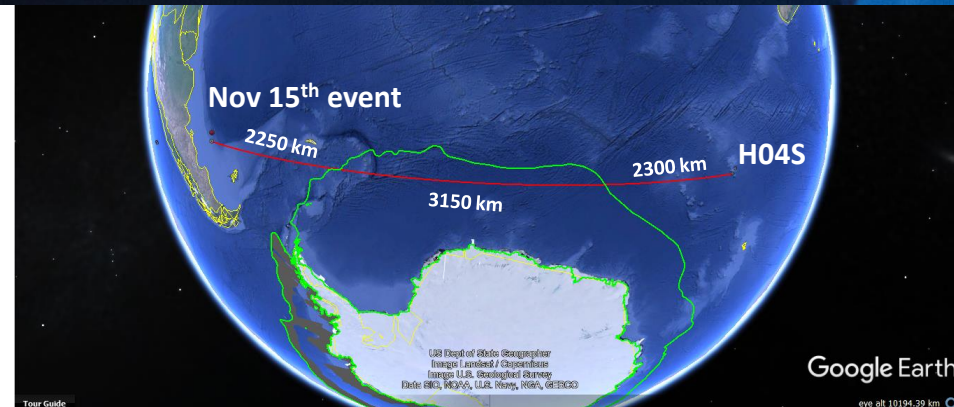 Nov 15th event
2250 km
2300 km
H04S
3150 km
US Dept of State Geographer
Image Landsat / Copernicus
Image U.S. Geological Survey
Data SIO, NOAA, U.S. Navy, NGA, GEBCO
Google Earth
Tour Guide
eye alt 10194.39 km